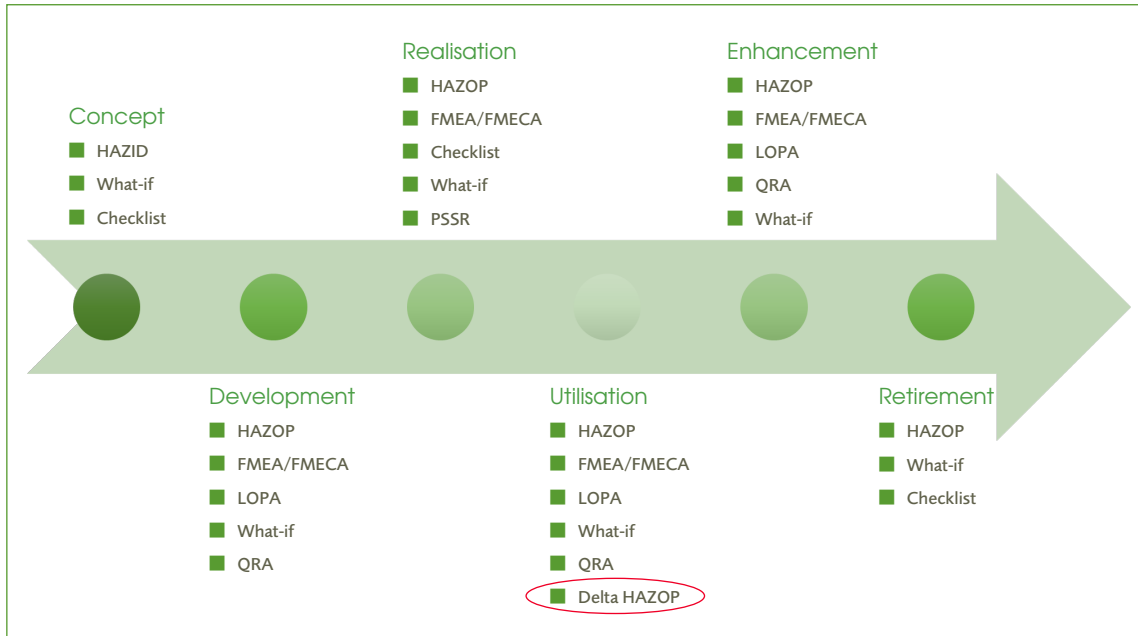 Concept
HAZID
What-if
Checklist
Development
HAZOP
FMEA/FMECA
LOPA
What-if
QRA
Realisation
HAZOP
FMEA/FMECA
Checklist
What-if
PSSR
Utilisation
HAZOP
FMEA/FMECA
LOPA
What-if
QRA
Delta HAZOP
Enhancement
HAZOP
FMEA/FMECA
LOPA
QRA
What-if
Retirement
HAZOP
What-if
Checklist